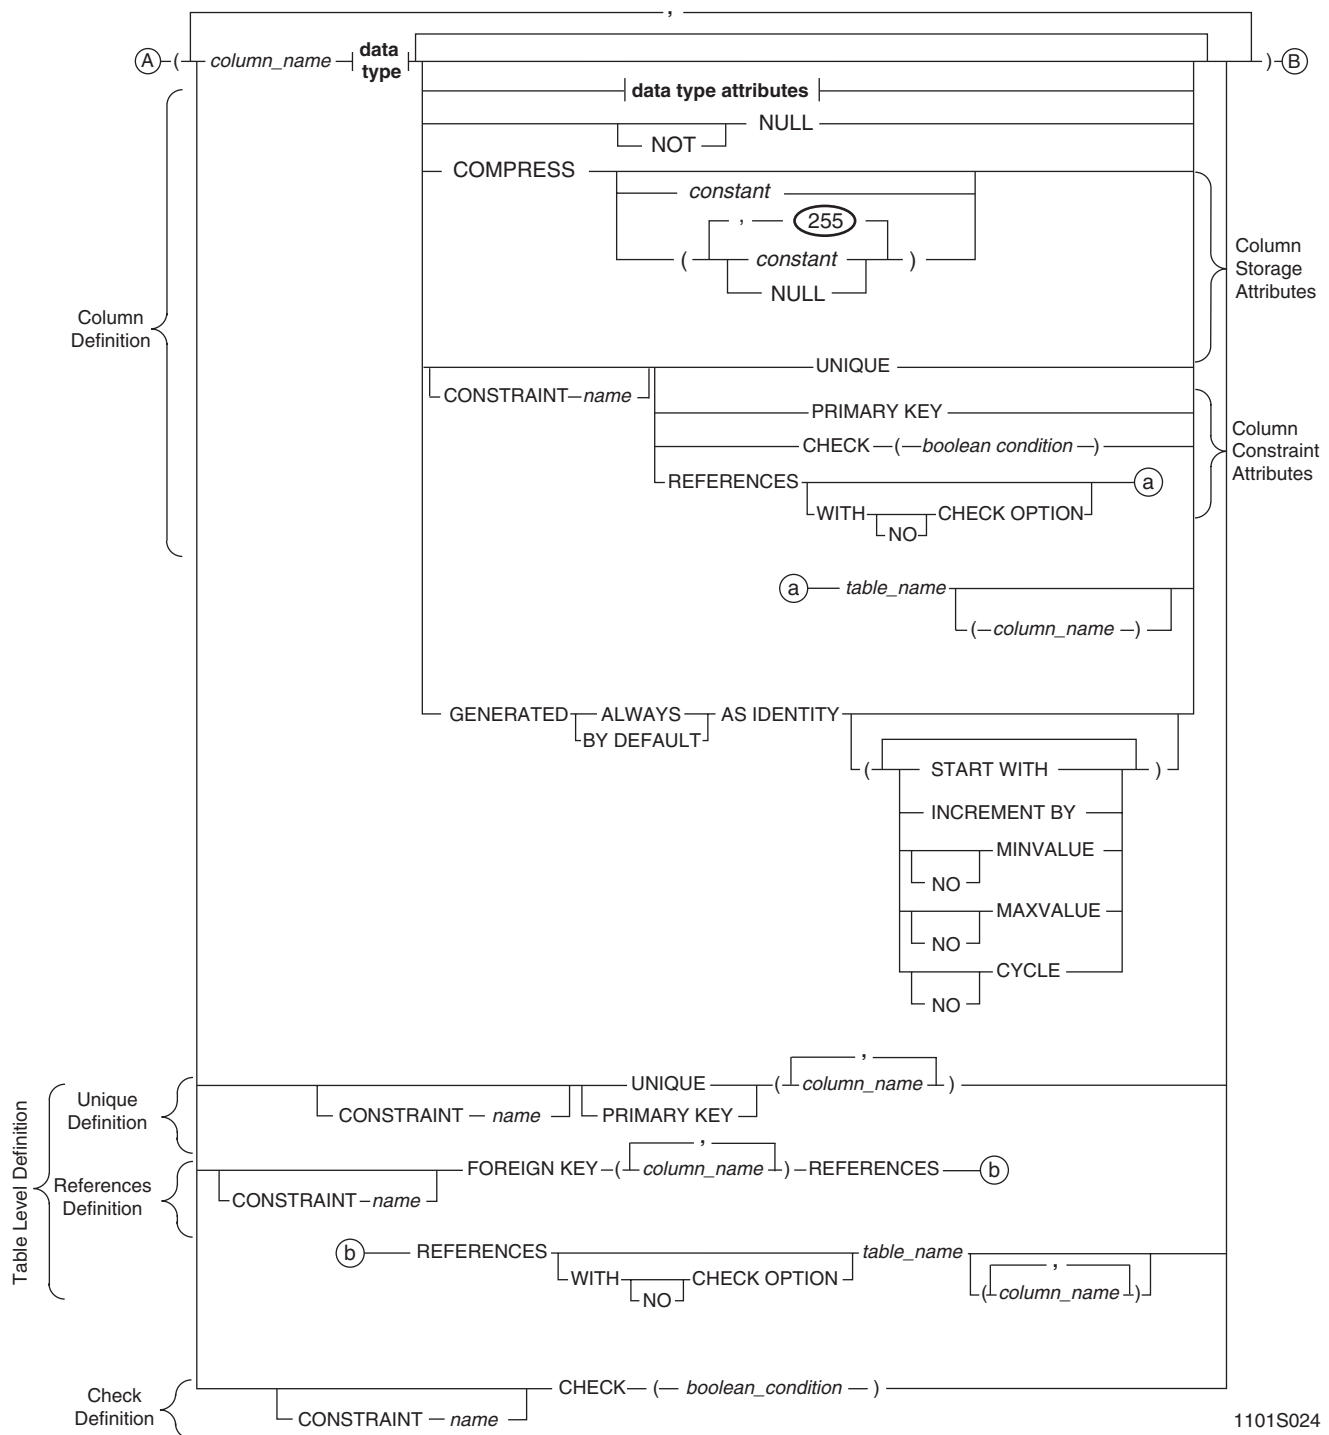 ,
A ( column_name data type ) B
data type attributes
NULL
NOT
COMPRESS
constant
, 255
( constant )
NULL
Column Storage Attributes
Column Definition
UNIQUE
CONSTRAINT name
PRIMARY KEY
CHECK ( boolean condition )
REFERENCES a
WITH CHECK OPTION
NO
Column Constraint Attributes
a table_name
( column_name )
GENERATED ALWAYS AS IDENTITY
BY DEFAULT
( START WITH )
INCREMENT BY
MINVALUE
NO
MAXVALUE
NO
CYCLE
NO
Table Level Definition
Unique Definition
,
UNIQUE ( column_name )
CONSTRAINT name PRIMARY KEY
References Definition
,
FOREIGN KEY ( column_name ) REFERENCES b
CONSTRAINT name
b REFERENCES table_name
WITH CHECK OPTION
NO
,
( column_name )
Check Definition
CHECK ( boolean_condition )
CONSTRAINT name
1101S024